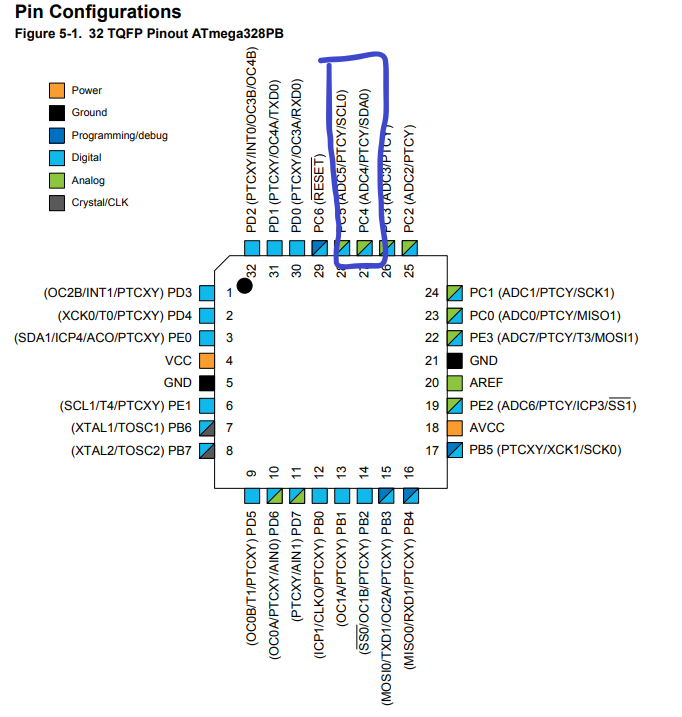 Pin Configurations
Figure 5-1. 32 TQFP Pinout ATmega328PB
Power
Ground
Programming/debug
Digital
Analog
Crystal/CLK
PD2 (PTCXY/INT0/OC3B/OC4B)
PD1 (PTCXY/OC4A/TXD0)
PD0 (PTCXY/OC3A/RXD0)
PC6 (RESET)
PC5 (ADC5/PTCY/SCL0)
PC4 (ADC4/PTCY/SDA0)
PC3 (ADC3/PTCY)
PC2 (ADC2/PTCY)
32
31
30
29
26
25
(OC2B/INT1/PTCXY) PD3
1
(XCK0/T0/PTCXY) PD4
2
(SDA1/ICP4/ACO/PTCXY) PE0
3
VCC
4
GND
5
(SCL1/T4/PTCXY) PE1
6
(XTAL1/TOSC1) PB6
7
(XTAL2/TOSC2) PB7
8
24
PC1 (ADC1/PTCY/SCK1)
23
PC0 (ADC0/PTCY/MISO1)
22
PE3 (ADC7/PTCY/T3/MOSI1)
21
GND
20
AREF
19
PE2 (ADC6/PTCY/ICP3/SS1)
18
AVCC
17
PB5 (PTCXY/XCK1/SCK0)
9
10
11
12
13
14
15
16
(OC0B/T1/PTCXY) PD5
(OC0A/PTCXY/AIN0) PD6
(PTCXY/AIN1) PD7
(ICP1/CLKO/PTCXY) PB0
(OC1A/PTCXY) PB1
(SS0/OC1B/PTCXY) PB2
(MOSI0/TXD1/OC2A/PTCXY) PB3
(MISO0/RXD1/PTCXY) PB4